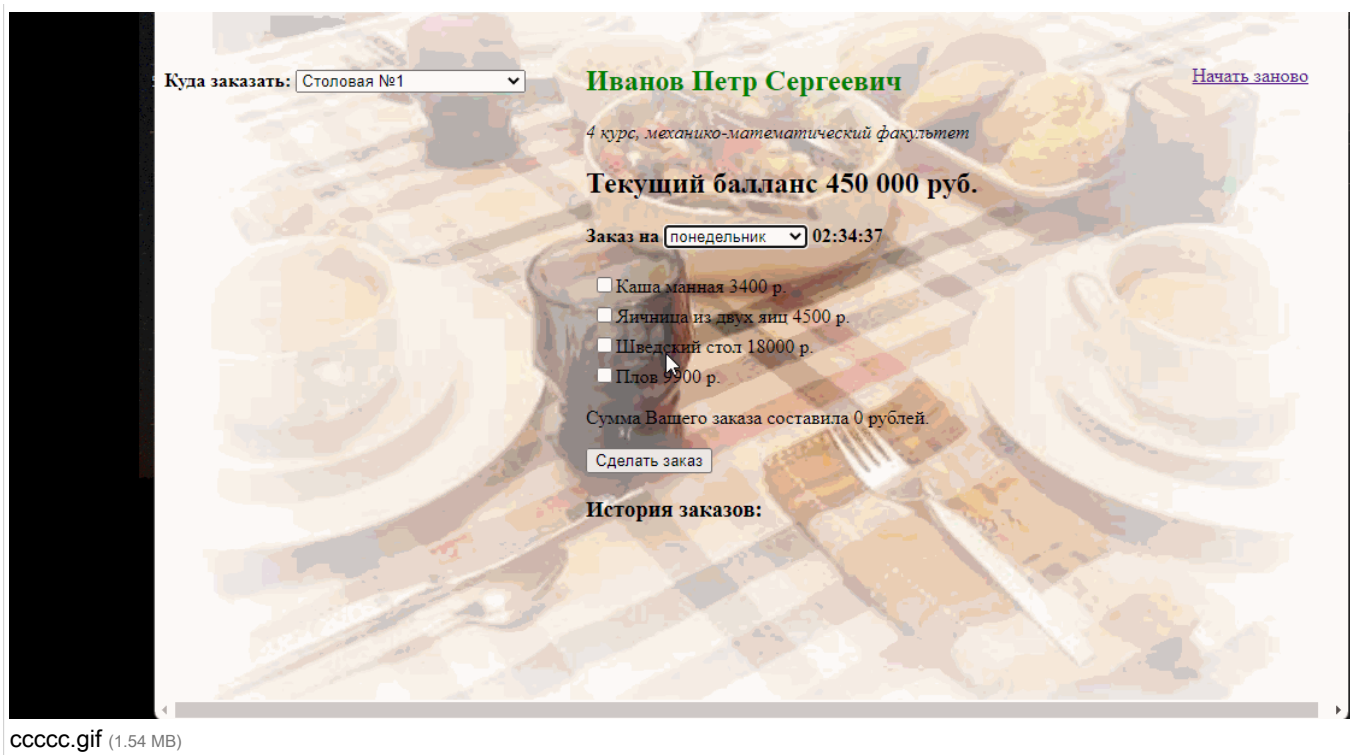 Куда заказать: Столовая №1
Иванов Петр Сергеевич
Начать заново
4 курс, механико-математический факультет
Текущий балланс 450 000 руб.
Заказ на понедельник 02:34:37
Каша манная 3400 р.
Яичница из двух яиц 4500 р.
Шведский стол 18000 р.
Плов 9900 р.
Сумма Вашего заказа составила 0 рублей.
Сделать заказ
История заказов:
ccccc.gif (1.54 MB)